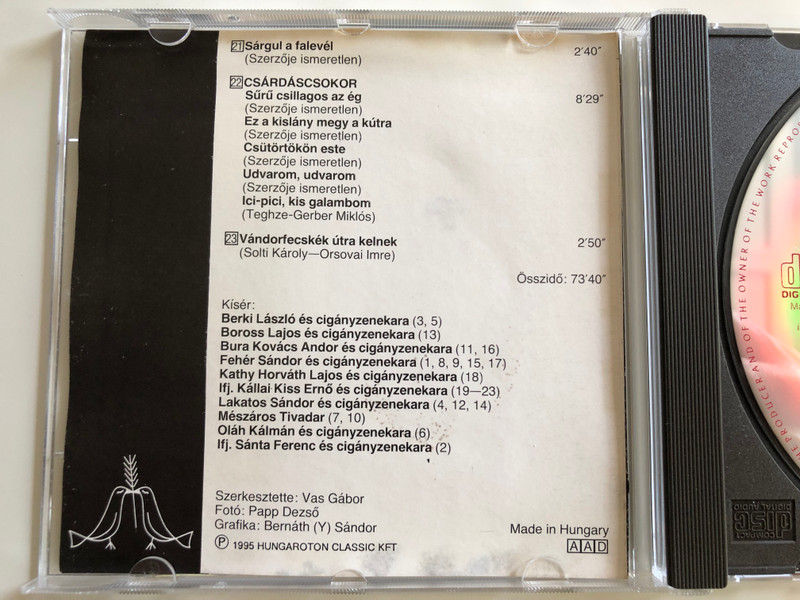 21 Sárgul a falevél 2'40"
(Szerzője ismeretlen)
22 CSÁRDÁSCSOKOR
Sűrű csillagos az ég 8'29"
(Szerzője ismeretlen)
Ez a kislány megy a kútra
(Szerzője ismeretlen)
Csütörtökön este
(Szerzője ismeretlen)
Udvarom, udvarom
(Szerzője ismeretlen)
Ici-pici, kis galambom
(Teghze-Gerber Miklós)
23 Vándorfecskék útra kelnek 2'50"
(Solti Károly—Orsovai Imre)
Összidő: 73'40"
Kísér:
Berki László és cigányzenekara (3, 5)
Boross Lajos és cigányzenekara (13)
Bura Kovács Andor és cigányzenekara (11, 16)
Fehér Sándor és cigányzenekara (1, 8, 9, 15, 17)
Kathy Horváth Lajos és cigányzenekara (18)
Ifj. Kállai Kiss Ernő és cigányzenekara (19—23)
Lakatos Sándor és cigányzenekara (4, 12, 14)
Mészáros Tivadar (7, 10)
Oláh Kálmán és cigányzenekara (6)
Ifj. Sánta Ferenc és cigányzenekara (2)
Szerkesztette: Vas Gábor
Fotó: Papp Dezső
Grafika: Bernáth (Y) Sándor
Made in Hungary
Ⓟ 1995 HUNGAROTON CLASSIC KFT AAD
PRODUCER AND OF THE OWNER OF THE WORK
COMPACT disc DIGITAL AUDIO